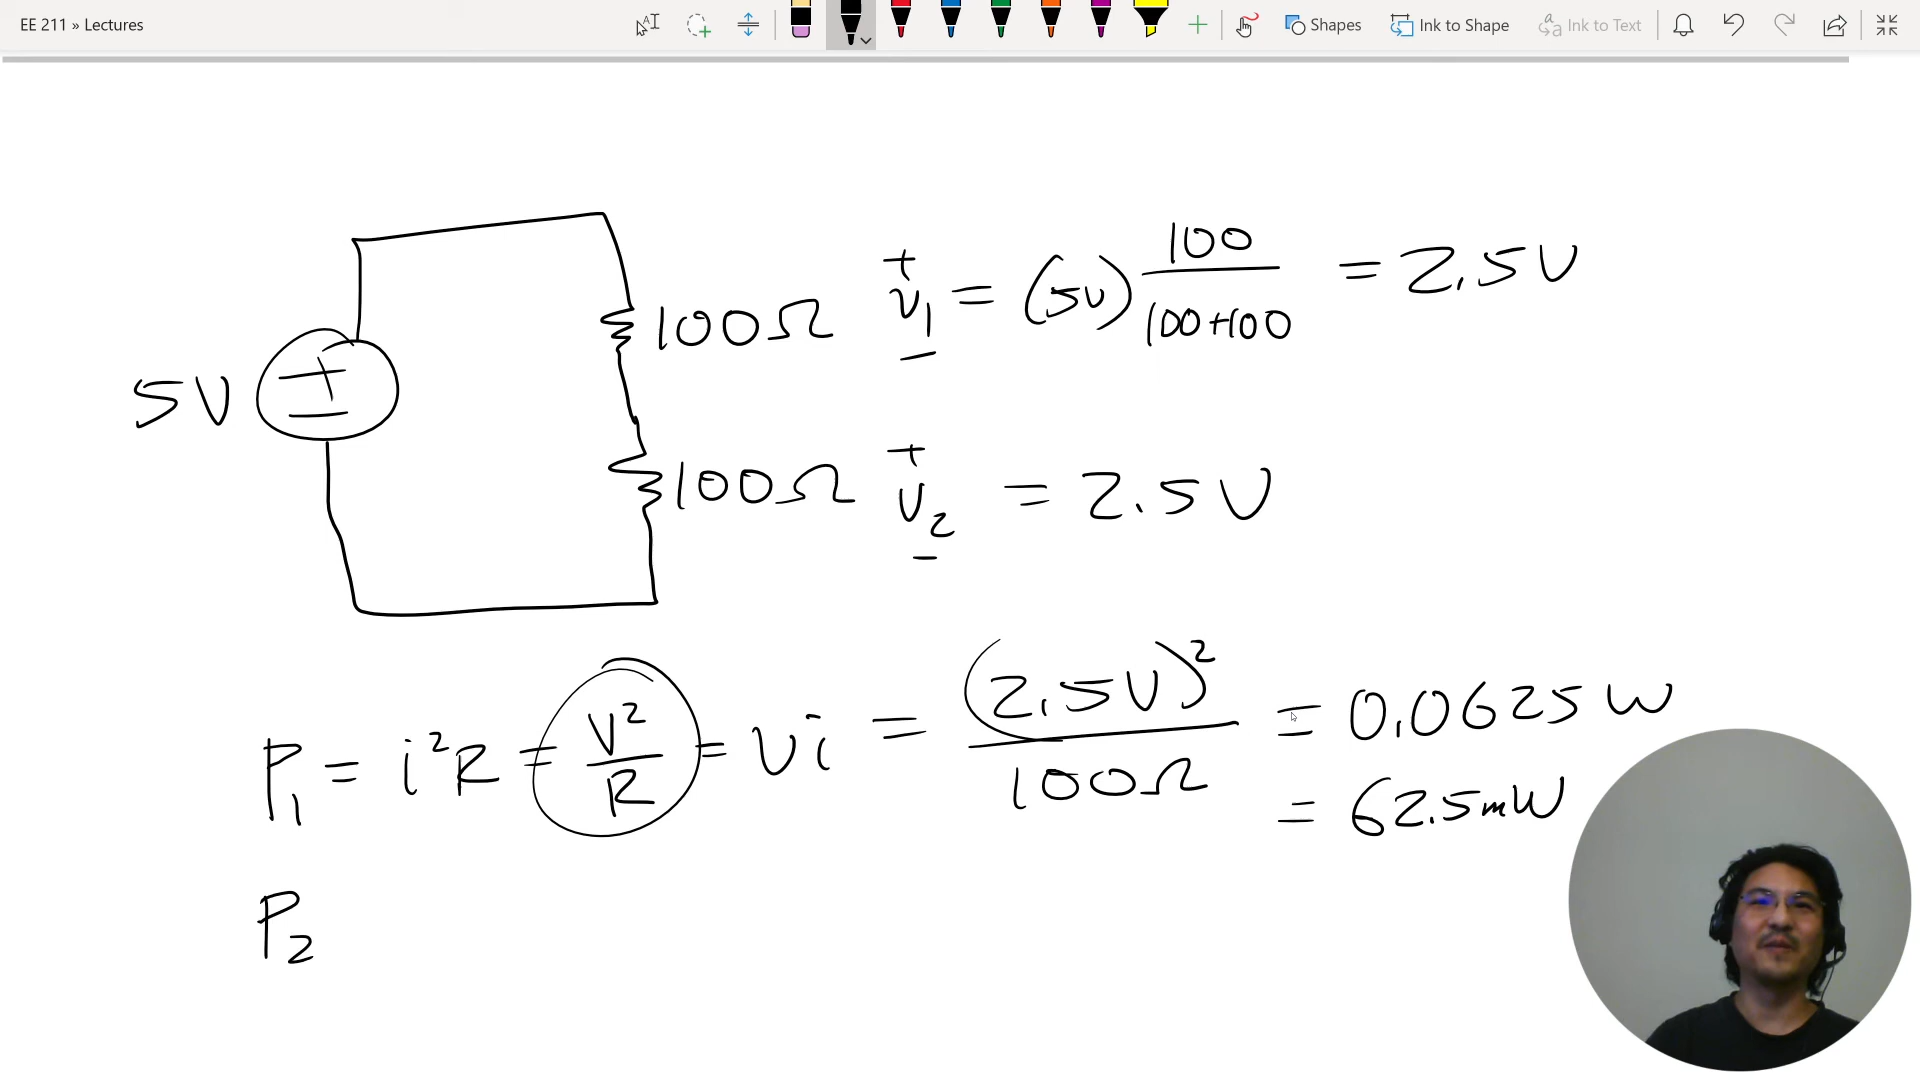 EE 211 » Lectures
Shapes
Ink to Shape
Ink to Text
5V
+
−
100Ω
+
v₁ = (5V) 100 / (100+100) = 2.5V
−
100Ω
+
v₂ = 2.5V
−
P₁ = i²R = V²/R = Vi = (2.5V)²/100Ω = 0.0625W
= 62.5mW
P₂